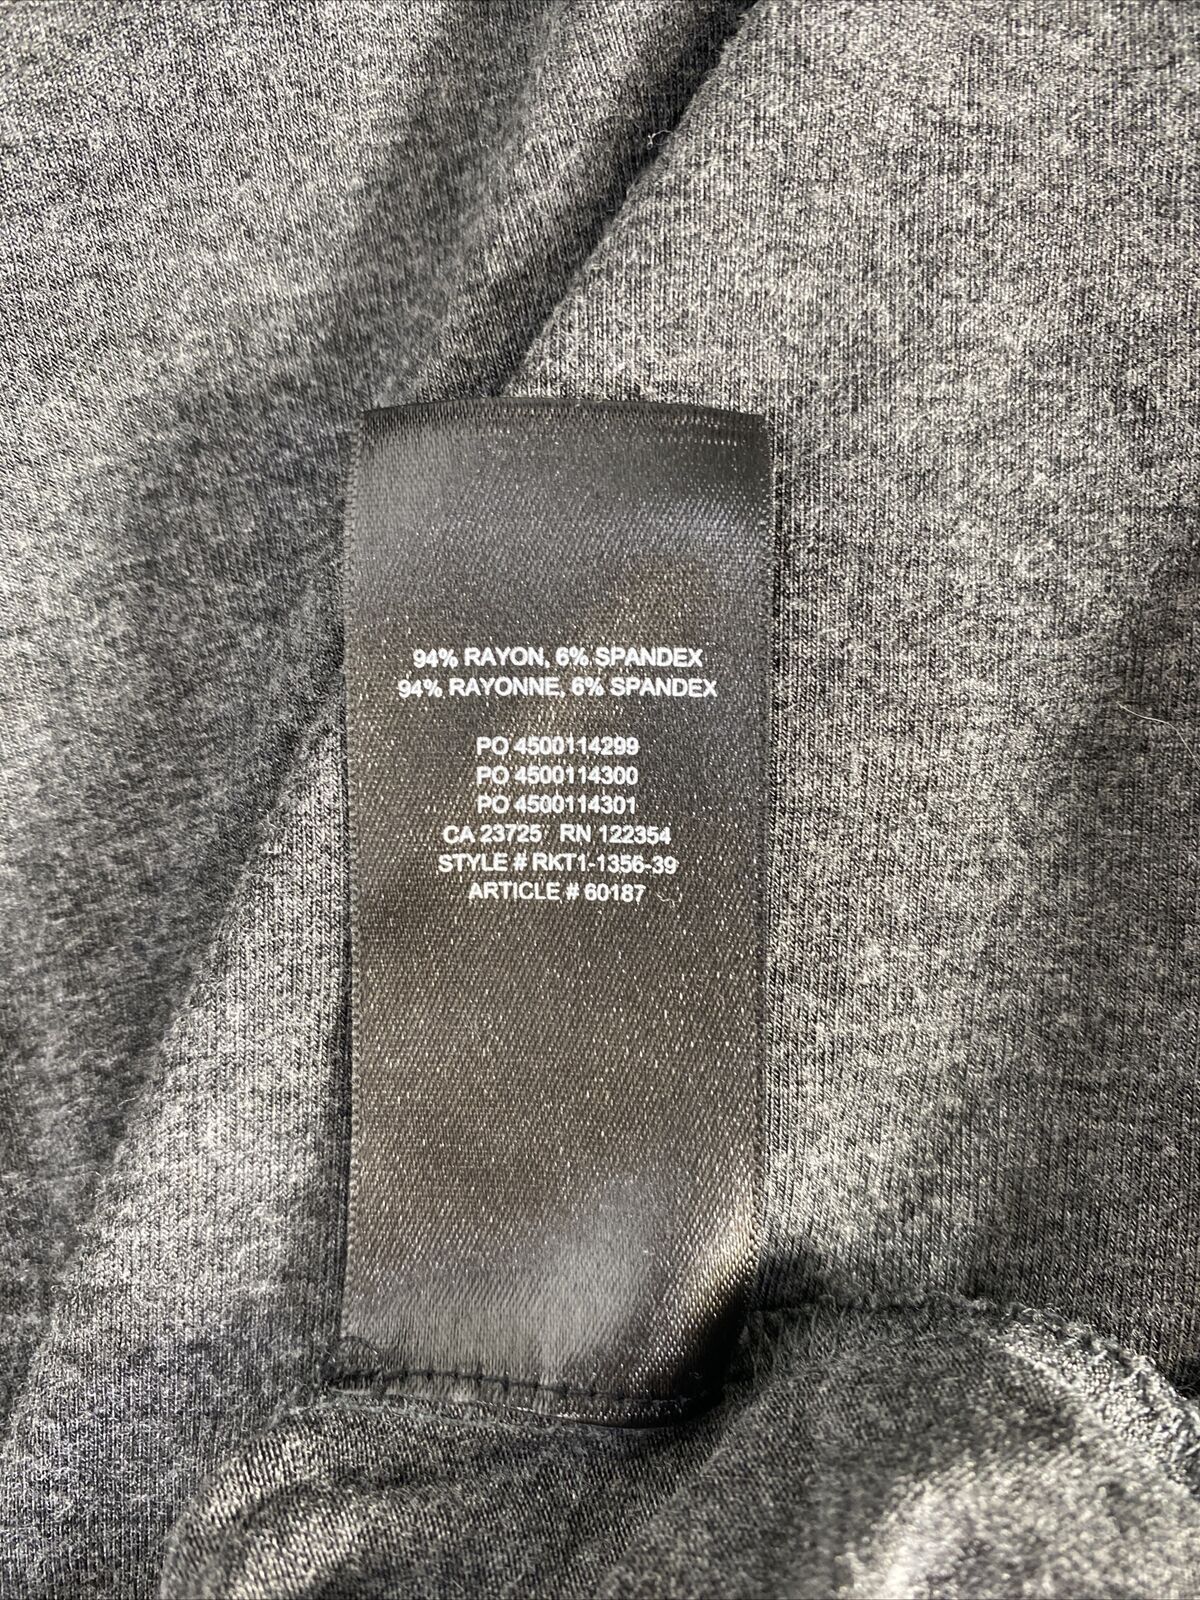 94% RAYON, 6% SPANDEX
94% RAYONNE, 6% SPANDEX
PO 4500114299
PO 4500114300
PO 4500114301
CA 23725 RN 122354
STYLE # RKT1-1356-39
ARTICLE # 60187